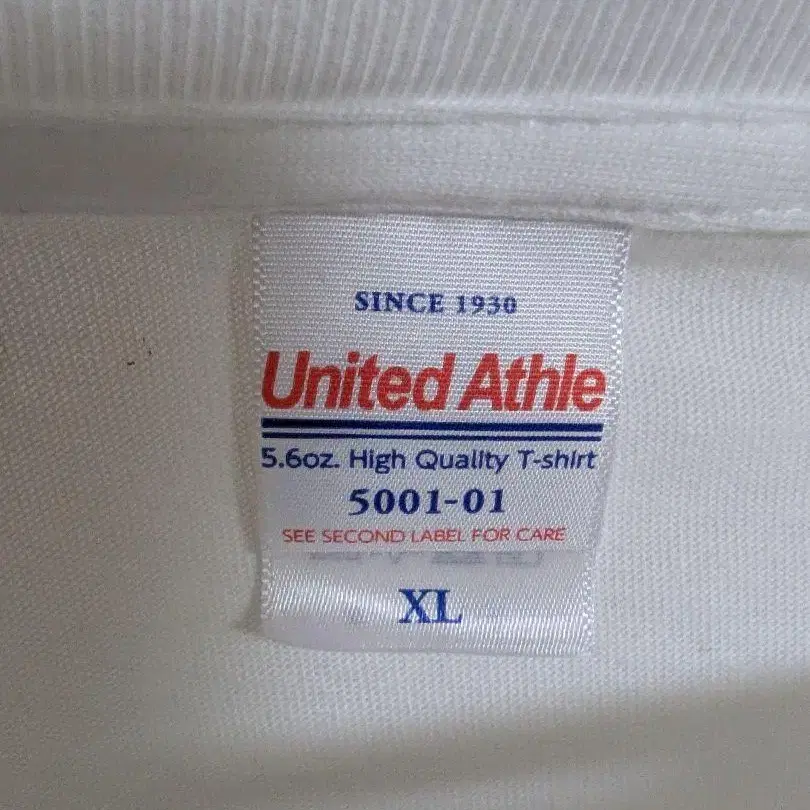 SINCE 1930
United Athle
5.6oz. High Quality T-shirt
5001-01
SEE SECOND LABEL FOR CARE
XL